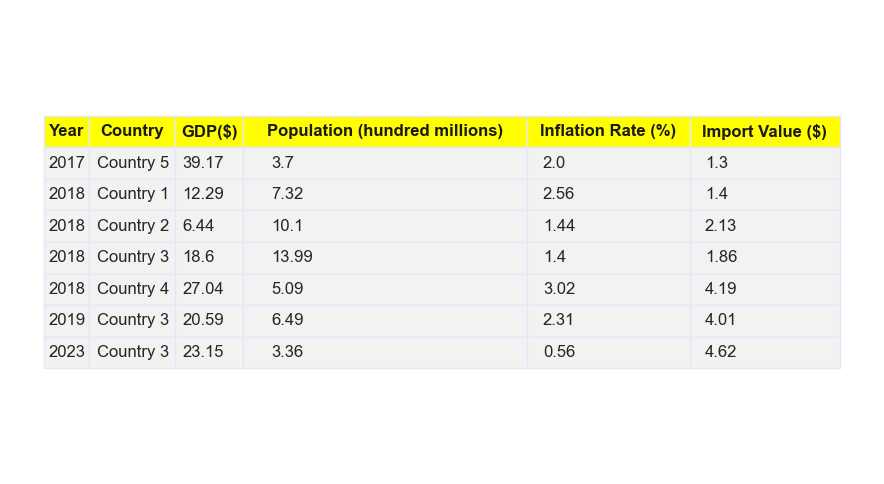 Year Country GDP($) Population (hundred millions) Inflation Rate (%) Import Value ($)
2017 Country 5 39.17 3.7 2.0 1.3
2018 Country 1 12.29 7.32 2.56 1.4
2018 Country 2 6.44 10.1 1.44 2.13
2018 Country 3 18.6 13.99 1.4 1.86
2018 Country 4 27.04 5.09 3.02 4.19
2019 Country 3 20.59 6.49 2.31 4.01
2023 Country 3 23.15 3.36 0.56 4.62